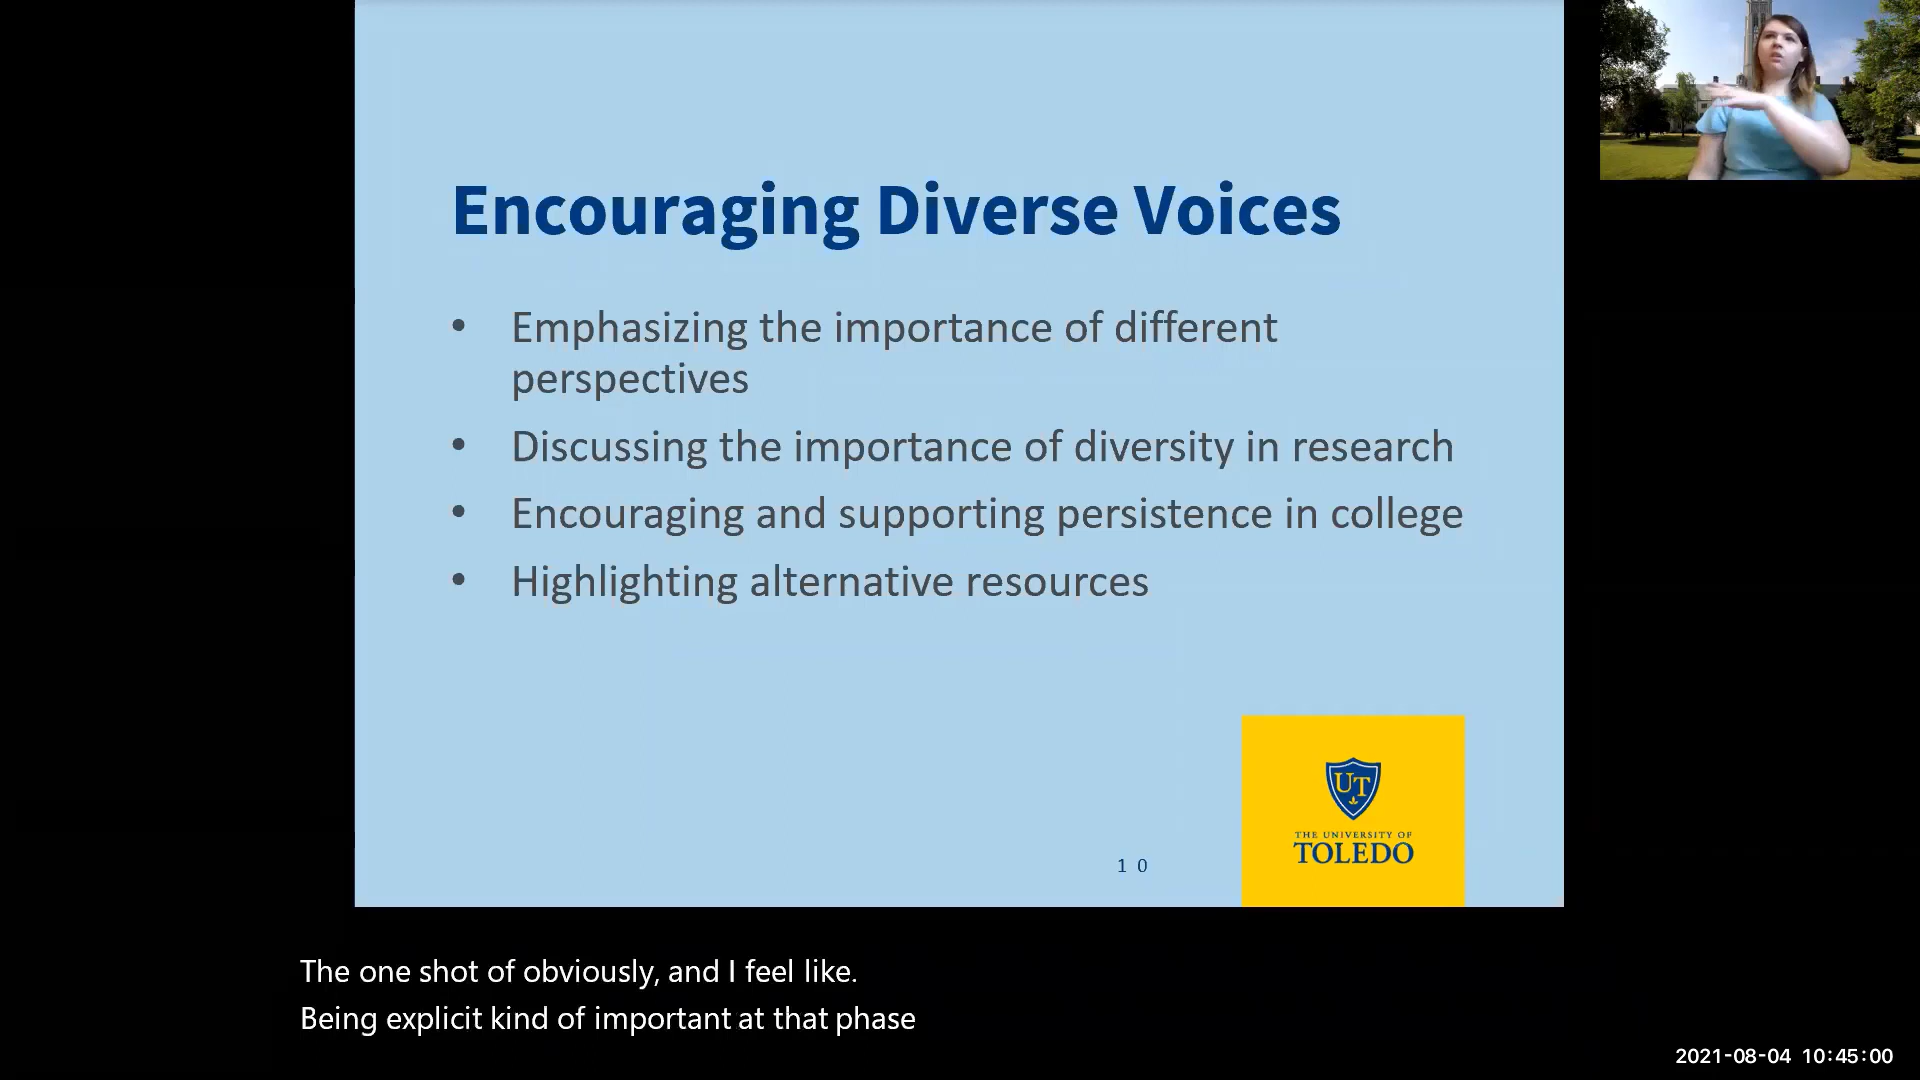 Encouraging Diverse Voices
• Emphasizing the importance of different
perspectives
• Discussing the importance of diversity in research
• Encouraging and supporting persistence in college
• Highlighting alternative resources
UT
THE UNIVERSITY OF
TOLEDO
10
The one shot of obviously, and I feel like.
Being explicit kind of important at that phase
2021-08-04 10:45:00